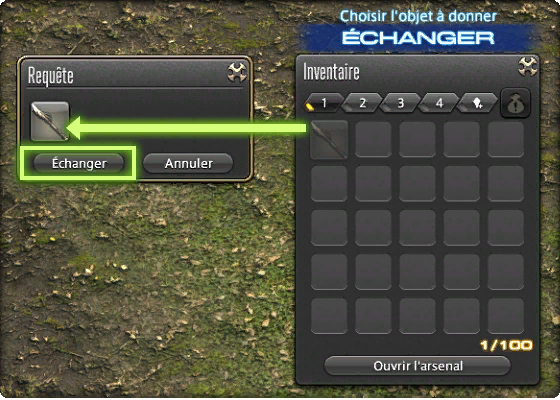 Choisir l'objet à donner
ÉCHANGER
Requête
Échanger
Annuler
Inventaire
1 2 3 4
1/100
Ouvrir l'arsenal